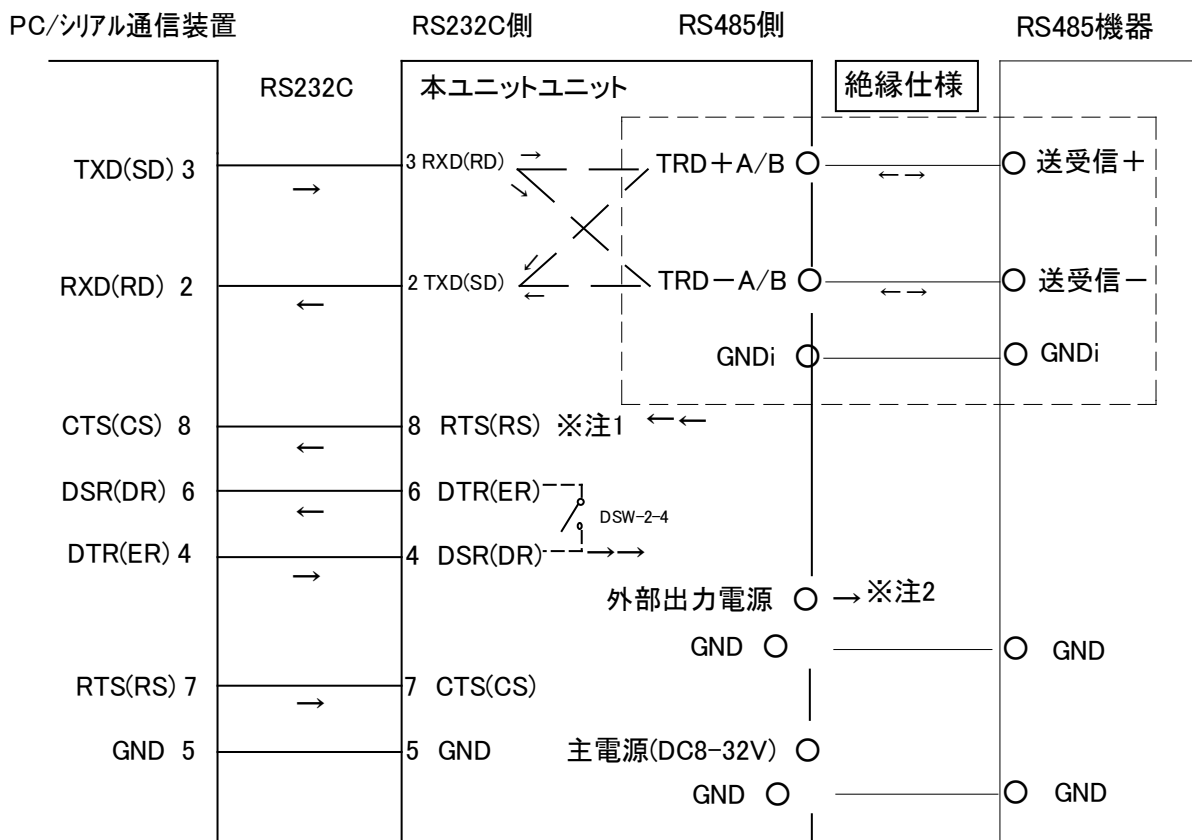 PC/シリアル通信装置 RS232C側 RS485側 RS485機器
RS232C 本ユニットユニット 絶縁仕様
TXD(SD) 3 → 3 RXD(RD) → TRD+A/B ←→ 送受信+
RXD(RD) 2 ← 2 TXD(SD) ← TRD-A/B ←→ 送受信-
GNDi GNDi
CTS(CS) 8 ← 8 RTS(RS) ※注1 ←←
DSR(DR) 6 ← 6 DTR(ER)
DSW-2-4
DTR(ER) 4 → 4 DSR(DR) →→
外部出力電源 → ※注2
GND GND
RTS(RS) 7 → 7 CTS(CS)
GND 5 5 GND 主電源(DC8-32V)
GND GND